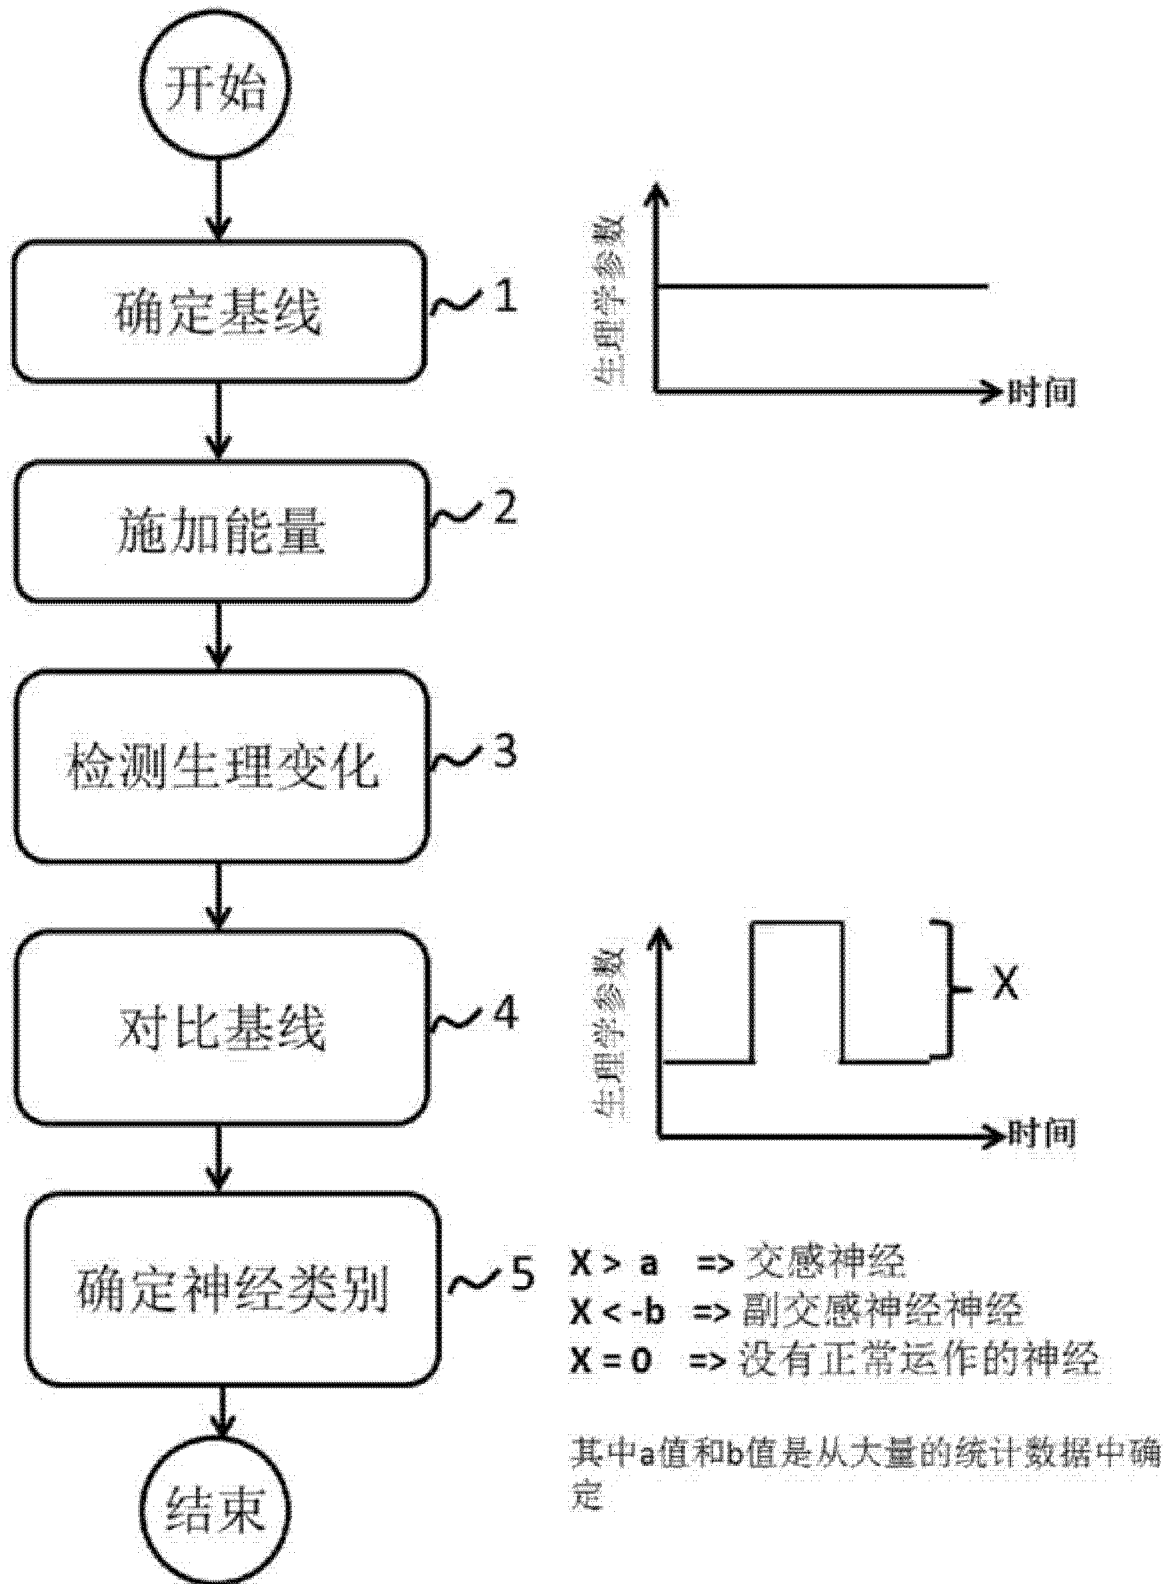 开始
确定基线
1
生理学参数
时间
施加能量
2
检测生理变化
3
对比基线
4
生理学参数
X
时间
确定神经类别
5
X > a => 交感神经
X < -b => 副交感神经神经
X = 0 => 没有正常运作的神经
其中a值和b值是从大量的统计数据中确
定
结束